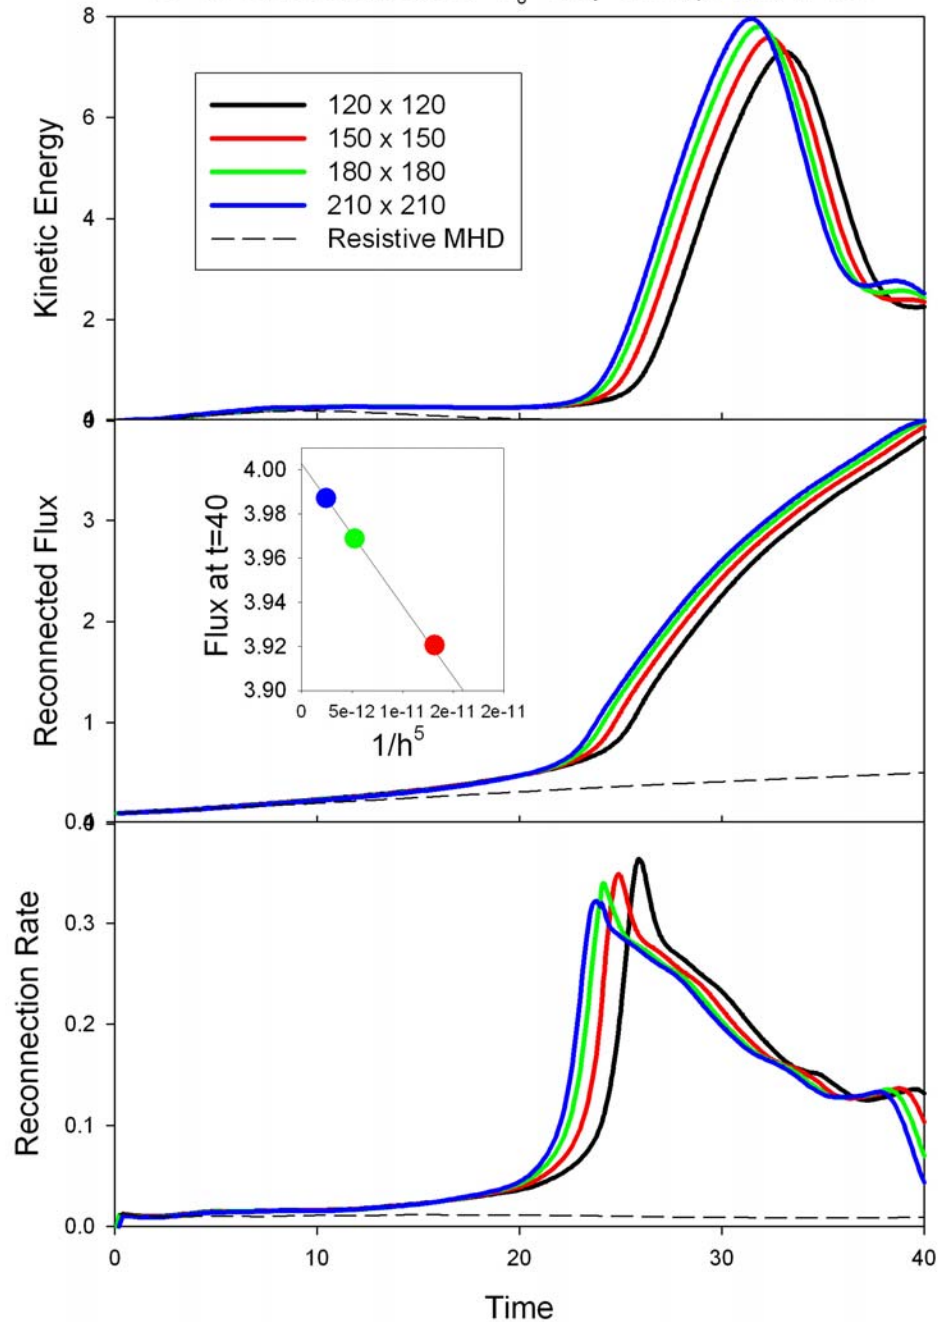 8
6
4
2
Kinetic Energy
120 x 120
150 x 150
180 x 180
210 x 210
Resistive MHD
0
4
3
2
1
Reconnected Flux
4.00
3.98
3.96
3.94
3.92
3.90
Flux at t=40
0 5e-12 1e-11 2e-11 2e-11
1/h5
0.4
0.3
0.2
0.1
0.0
Reconnection Rate
0 10 20 30 40
Time